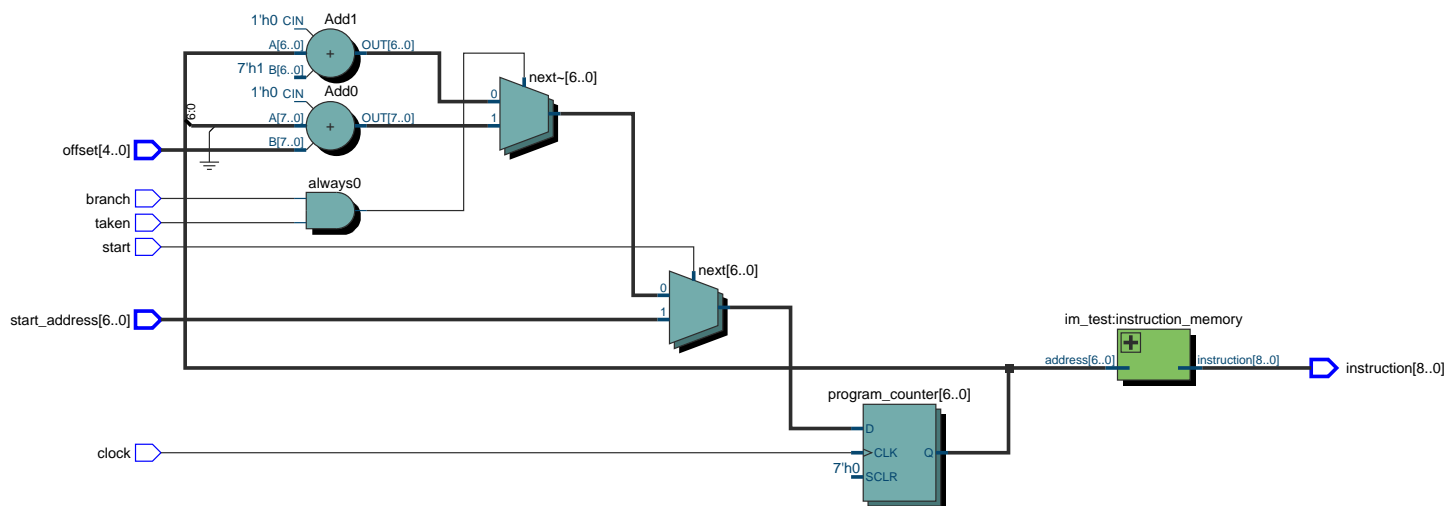 Add1
1'h0 CIN
A[6..0]
OUT[6..0]
7'h1 B[6..0]
next~[6..0]
0
1
Add0
1'h0 CIN
6:0
A[7..0]
OUT[7..0]
B[7..0]
offset[4..0]
always0
branch
taken
start
next[6..0]
0
1
start_address[6..0]
im_test:instruction_memory
address[6..0]
instruction[8..0]
instruction[8..0]
program_counter[6..0]
D
clock
CLK
Q
7'h0
SCLR